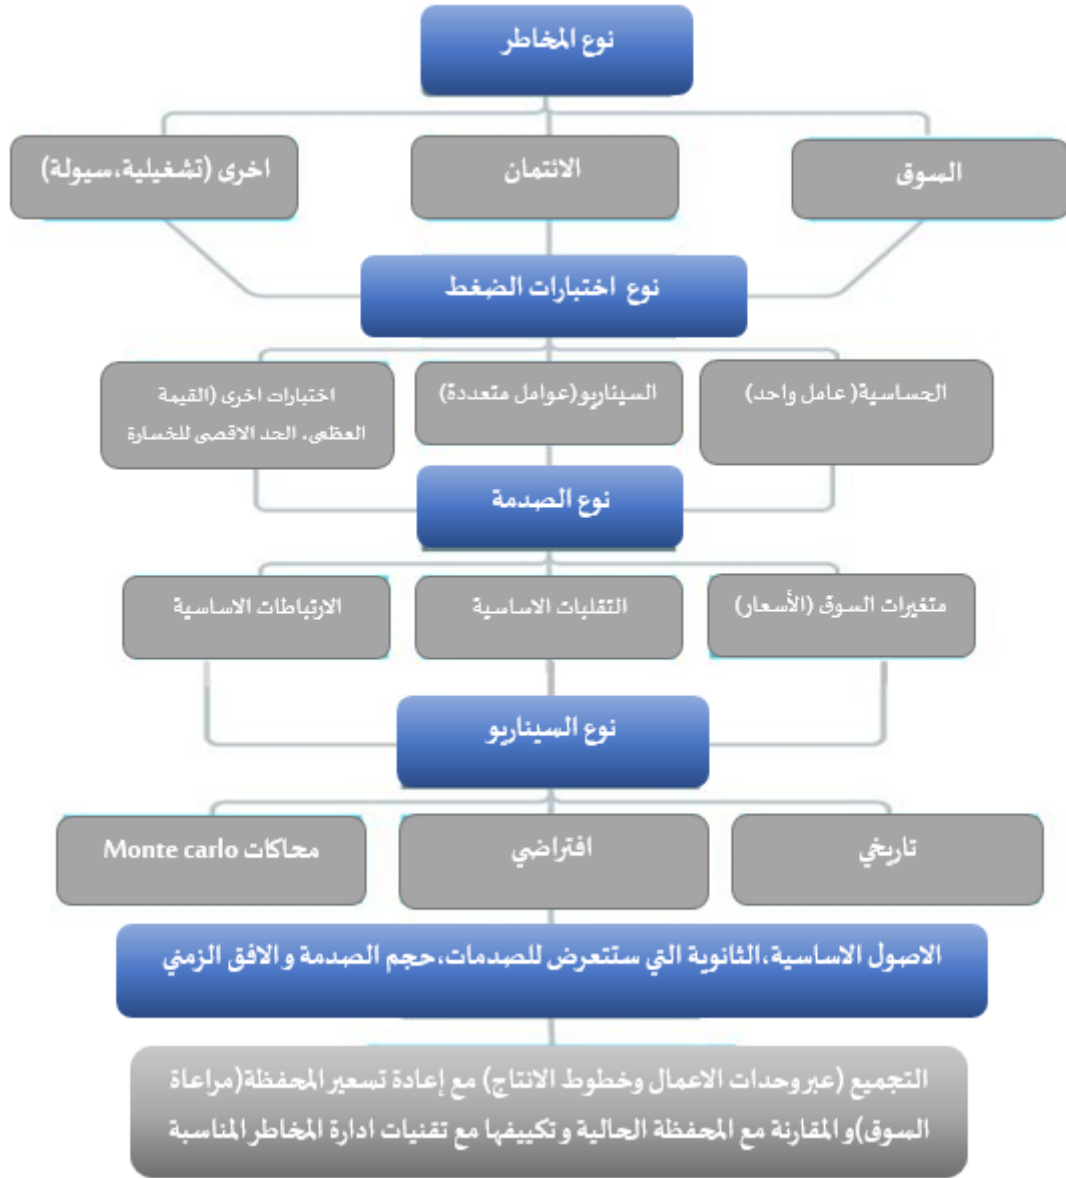 نوع المخاطر
السوق
الائتمان
اخرى (تشغيلية،سيولة)
نوع اختبارات الضغط
الحساسية( عامل واحد)
السيناريو(عوامل متعددة)
اختبارات اخرى (القيمة
العظمى، الحد الاقصى للخسارة
نوع الصدمة
متغيرات السوق (الأسعار)
التقلبات الاساسية
الارتباطات الاساسية
نوع السيناريو
تاريخي
افتراضي
محاكات Monte carlo
الاصول الاساسية،الثانوية التي ستتعرض للصدمات،حجم الصدمة و الافق الزمني
التجميع (عبر وحدات الاعمال وخطوط الانتاج) مع إعادة تسعير المحفظة(مراعاة
السوق)و المقارنة مع المحفظة الحالية و تكييفها مع تقنيات ادارة المخاطر المناسبة